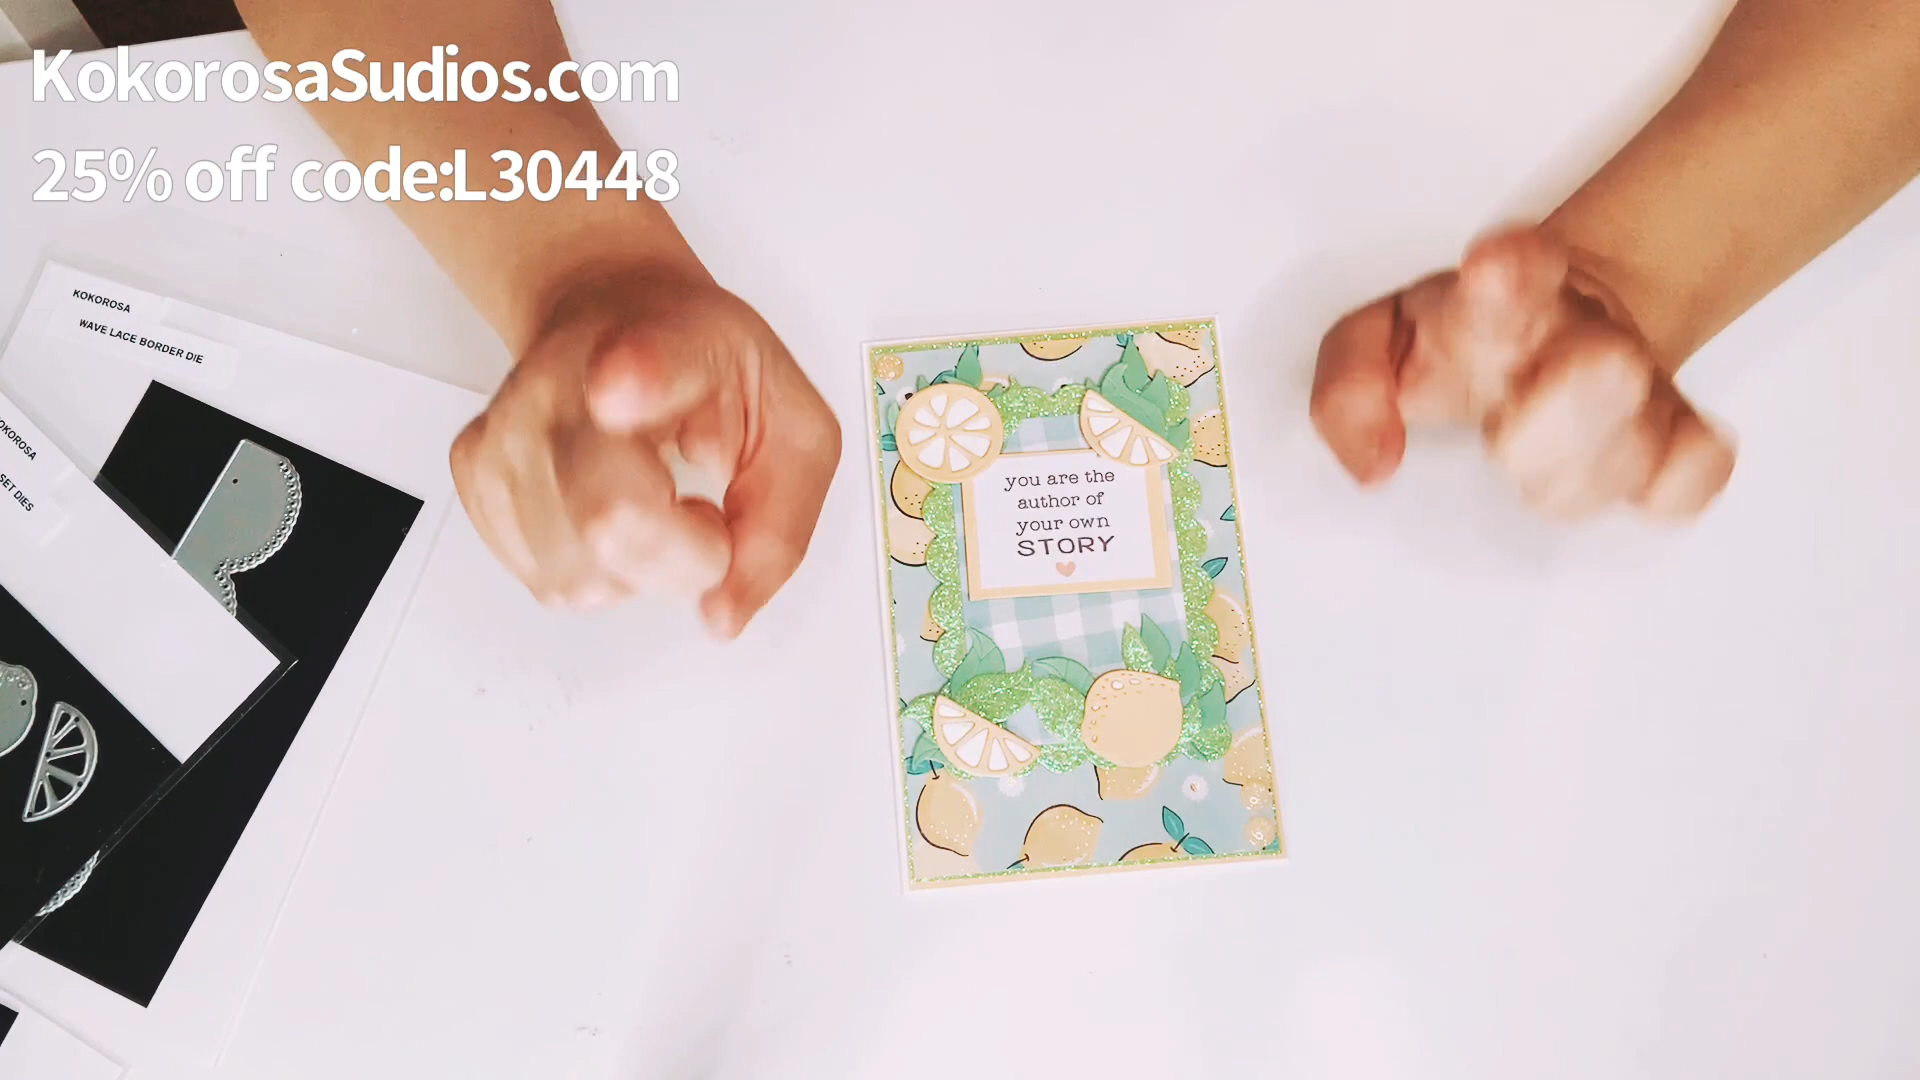 KokorosaSudios.com
25% off code:L30448
KOKOROSA
WAVE LACE BORDER DIE
KOROSA
SET DIES
you are the
author of
your own
STORY